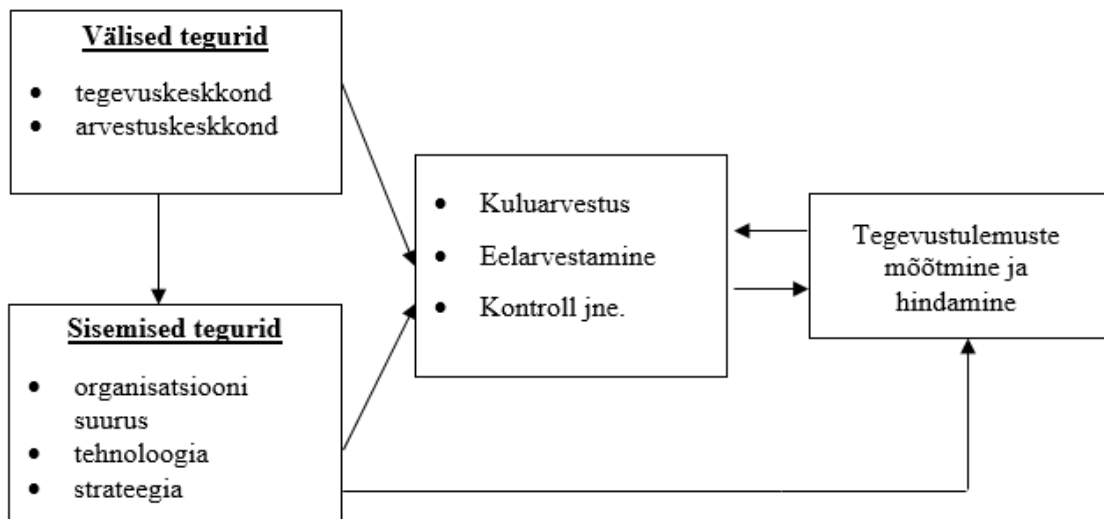 Välised tegurid
• tegevuskeskkond
• arvestuskeskkond
Sisemised tegurid
• organisatsiooni
suurus
• tehnoloogia
• strateegia
• Kuluarvestus
• Eelarvestamine
• Kontroll jne.
Tegevustulemuste
mõõtmine ja
hindamine